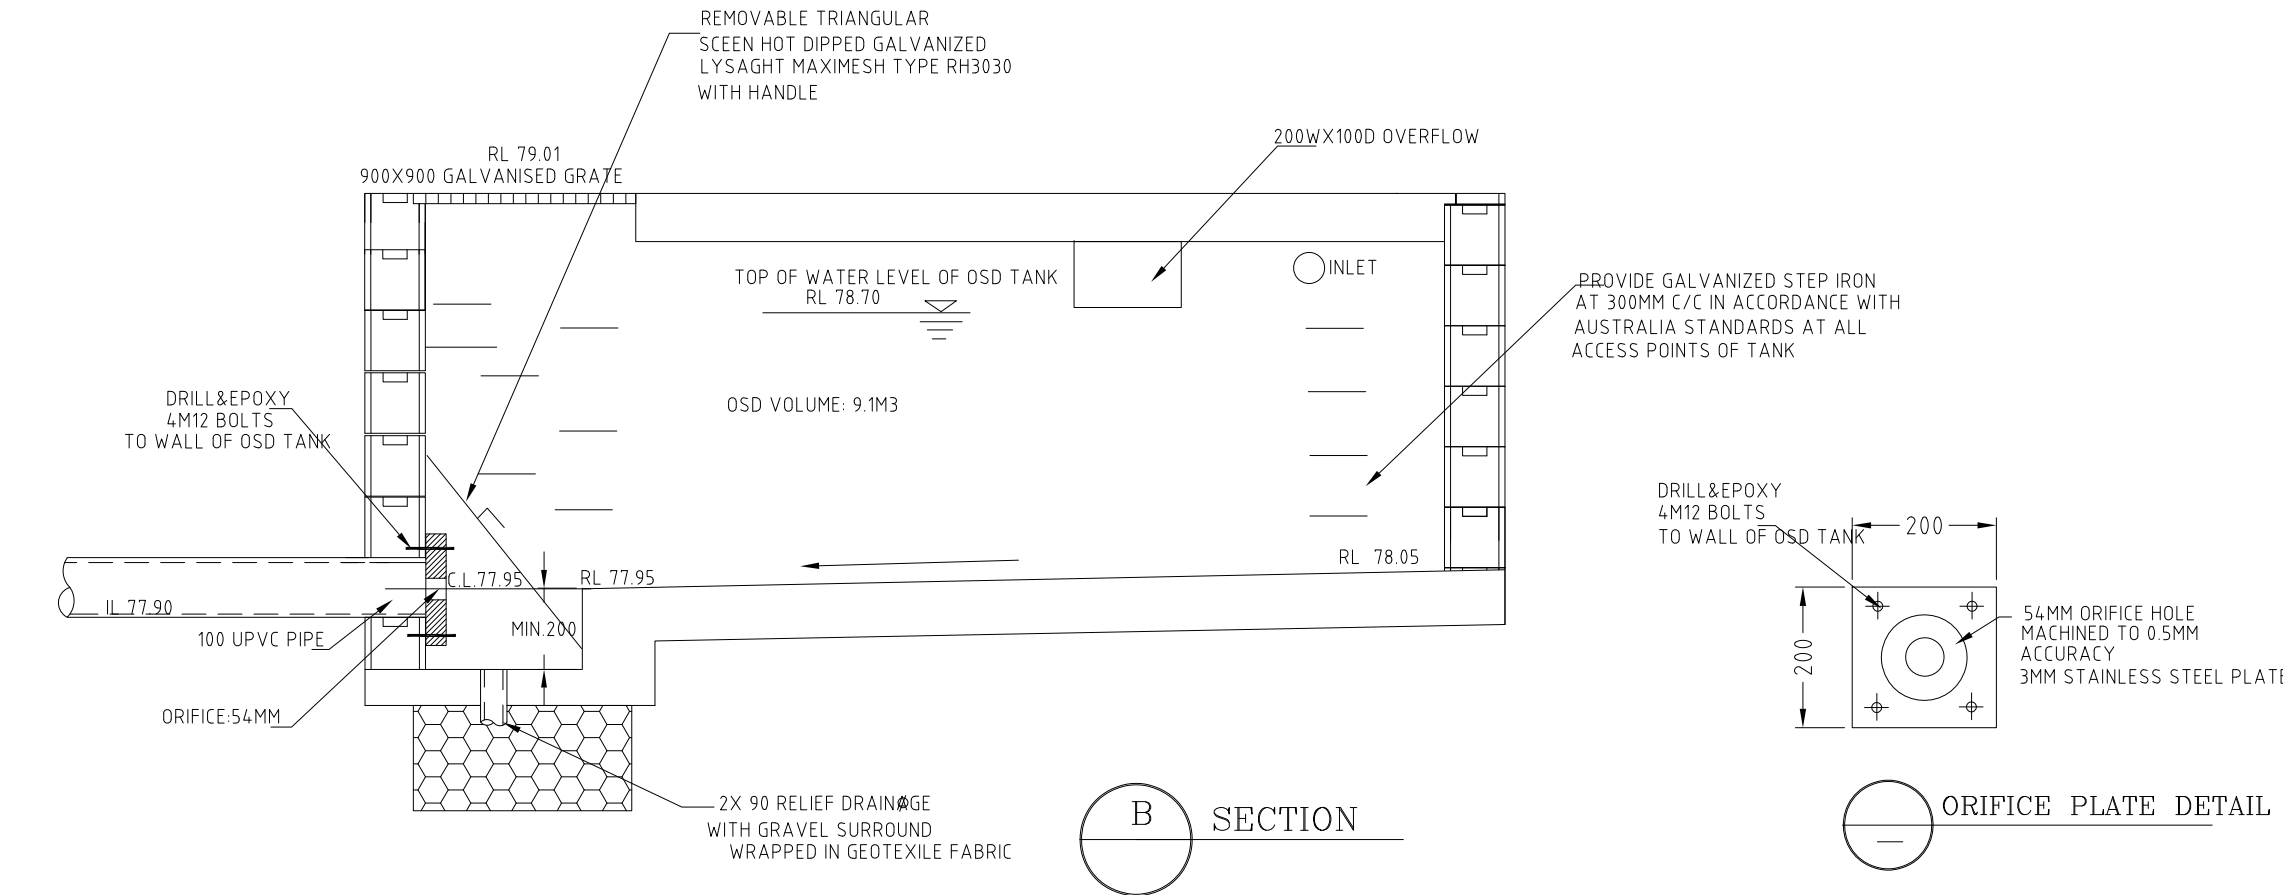 REMOVABLE TRIANGULAR
SCEEN HOT DIPPED GALVANIZED
LYSAGHT MAXIMESH TYPE RH3030
WITH HANDLE
200WX100D OVERFLOW
RL 79.01
900X900 GALVANISED GRATE
TOP OF WATER LEVEL OF OSD TANK
RL 78.70
INLET
PROVIDE GALVANIZED STEP IRON
AT 300MM C/C IN ACCORDANCE WITH
AUSTRALIA STANDARDS AT ALL
ACCESS POINTS OF TANK
DRILL&EPOXY
4M12 BOLTS
TO WALL OF OSD TANK
OSD VOLUME: 9.1M3
RL 78.05
C.L.77.95
RL 77.95
IL 77.90
MIN.200
100 UPVC PIPE
ORIFICE:54MM
2X 90 RELIEF DRAINAGE
Ø
WITH GRAVEL SURROUND
WRAPPED IN GEOTEXILE FABRIC
B
SECTION
DRILL&EPOXY
4M12 BOLTS
TO WALL OF OSD TANK
200
200
54MM ORIFICE HOLE
MACHINED TO 0.5MM
ACCURACY
3MM STAINLESS STEEL PLATE
ORIFICE PLATE DETAIL
—